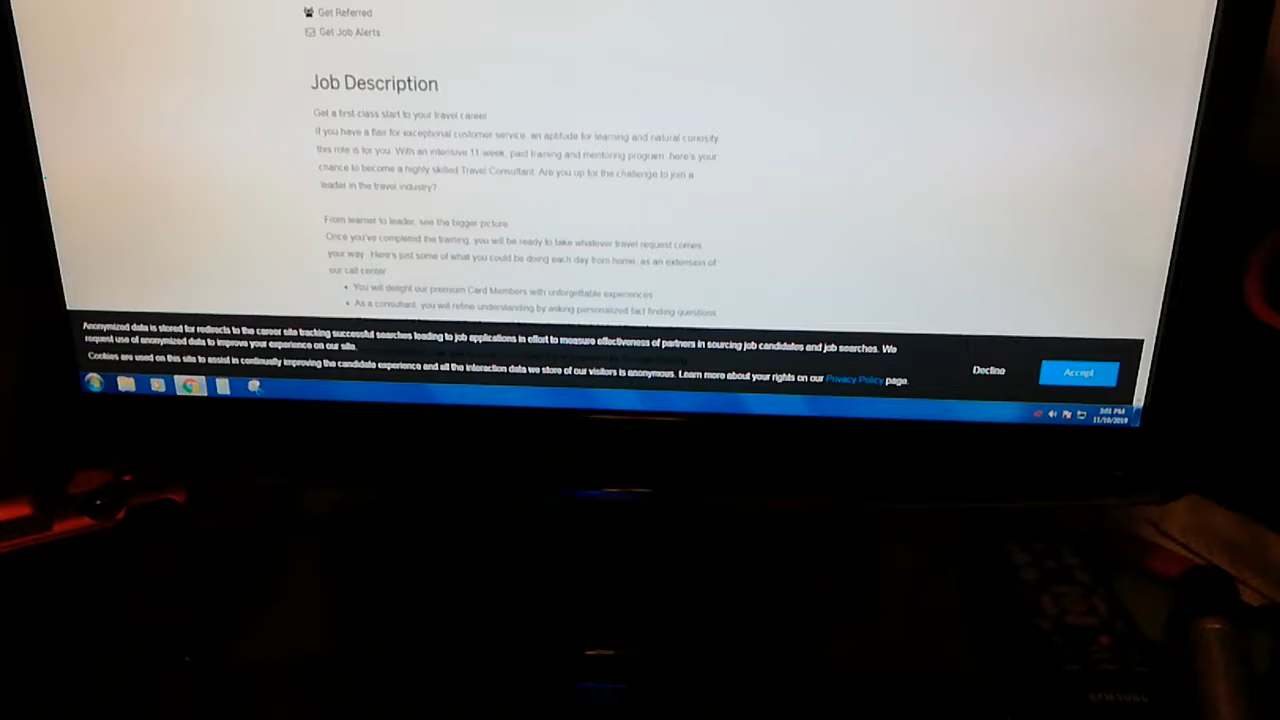 Get Referred
Get Job Alerts
Job Description
Get a first-class start to your travel career
If you have a flair for exceptional customer service, an aptitude for learning and natural curiosity
this role is for you. With an intensive 11 week, paid training and mentoring program, here's your
chance to become a highly skilled Travel Consultant. Are you up for the challenge to join a
leader in the travel industry?
From learner to leader, see the bigger picture
Once you've completed the training, you will be ready to take whatever travel request comes
your way. Here's just some of what you could be doing each day from home, as an extension of
our call center
• You will delight our premium Card Members with unforgettable experiences
• As a consultant, you will refine understanding by asking personalized fact finding questions
Anonymized data is stored for redirects to the career site tracking successful searches leading to job applications in effort to measure effectiveness of partners in sourcing job candidates and job searches. We
request use of anonymized data to improve your experience on our site.
Cookies are used on this site to assist in continually improving the candidate experience and all the interaction data we store of our visitors is anonymous. Learn more about your rights on our Privacy Policy page.
Decline
Accept
3:01 PM
11/10/2019
SAMSUNG